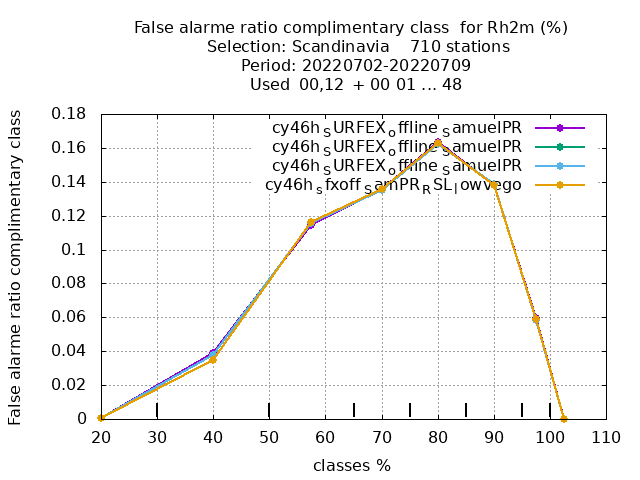 False alarme ratio complimentary class  for Rh2m (%)
Selection: Scandinavia    710 stations
Period: 20220702-20220709
Used  00,12  + 00 01 ... 48
False alarme ratio complimentary class
0.18
0.16
0.14
0.12
0.1
0.08
0.06
0.04
0.02
0
cy46h_SURFEX_offline_SamuelPR
cy46h_SURFEX_offline_SamuelPR
cy46h_SURFEX_offline_SamuelPR
cy46h_sfxoff_SamPR_RSL_lowvego
20 30 40 50 60 70 80 90 100 110
classes %